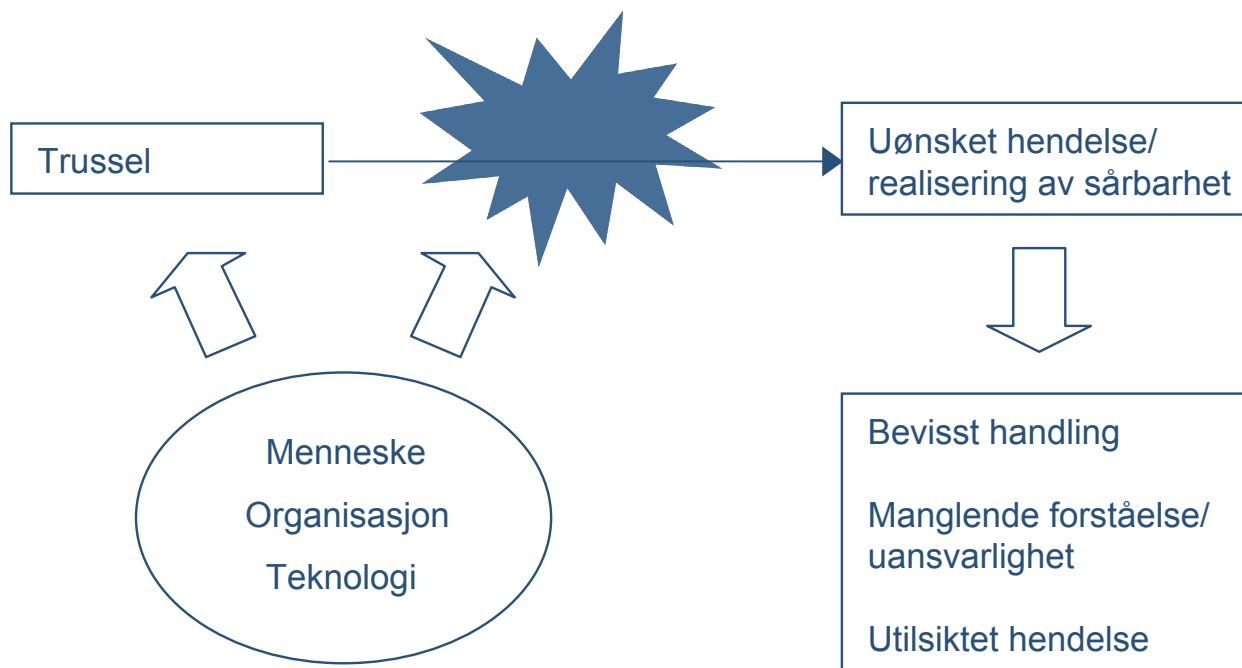 Trussel
Uønsket hendelse/
realisering av sårbarhet
Menneske
Organisasjon
Teknologi
Bevisst handling
Manglende forståelse/
uansvarlighet
Utilsiktet hendelse